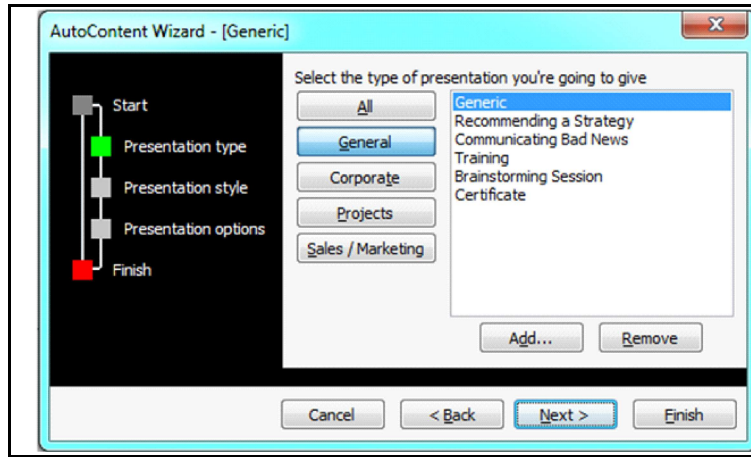 AutoContent Wizard - [Generic]
Start
Presentation type
Presentation style
Presentation options
Finish
Select the type of presentation you're going to give
All
General
Corporate
Projects
Sales / Marketing
Generic
Recommending a Strategy
Communicating Bad News
Training
Brainstorming Session
Certificate
Add...
Remove
Cancel
< Back
Next >
Finish